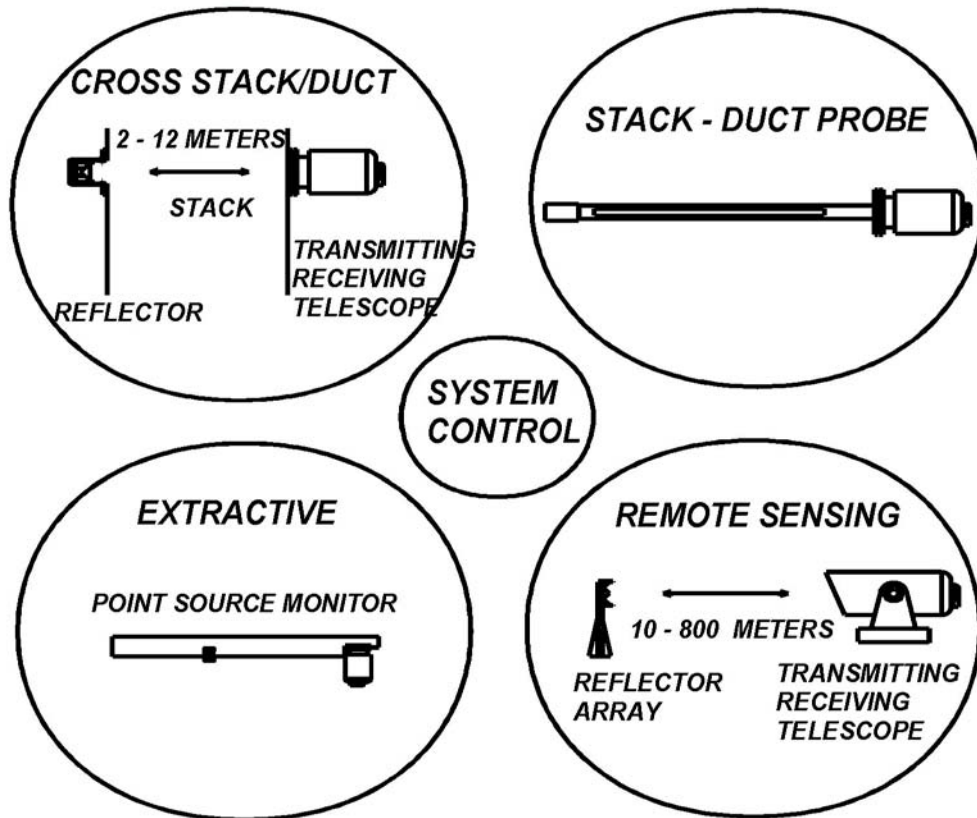 CROSS STACK/DUCT
2 - 12 METERS
STACK
TRANSMITTING
RECEIVING
TELESCOPE
REFLECTOR
STACK - DUCT PROBE
SYSTEM
CONTROL
EXTRACTIVE
POINT SOURCE MONITOR
REMOTE SENSING
10 - 800 METERS
REFLECTOR
ARRAY
TRANSMITTING
RECEIVING
TELESCOPE